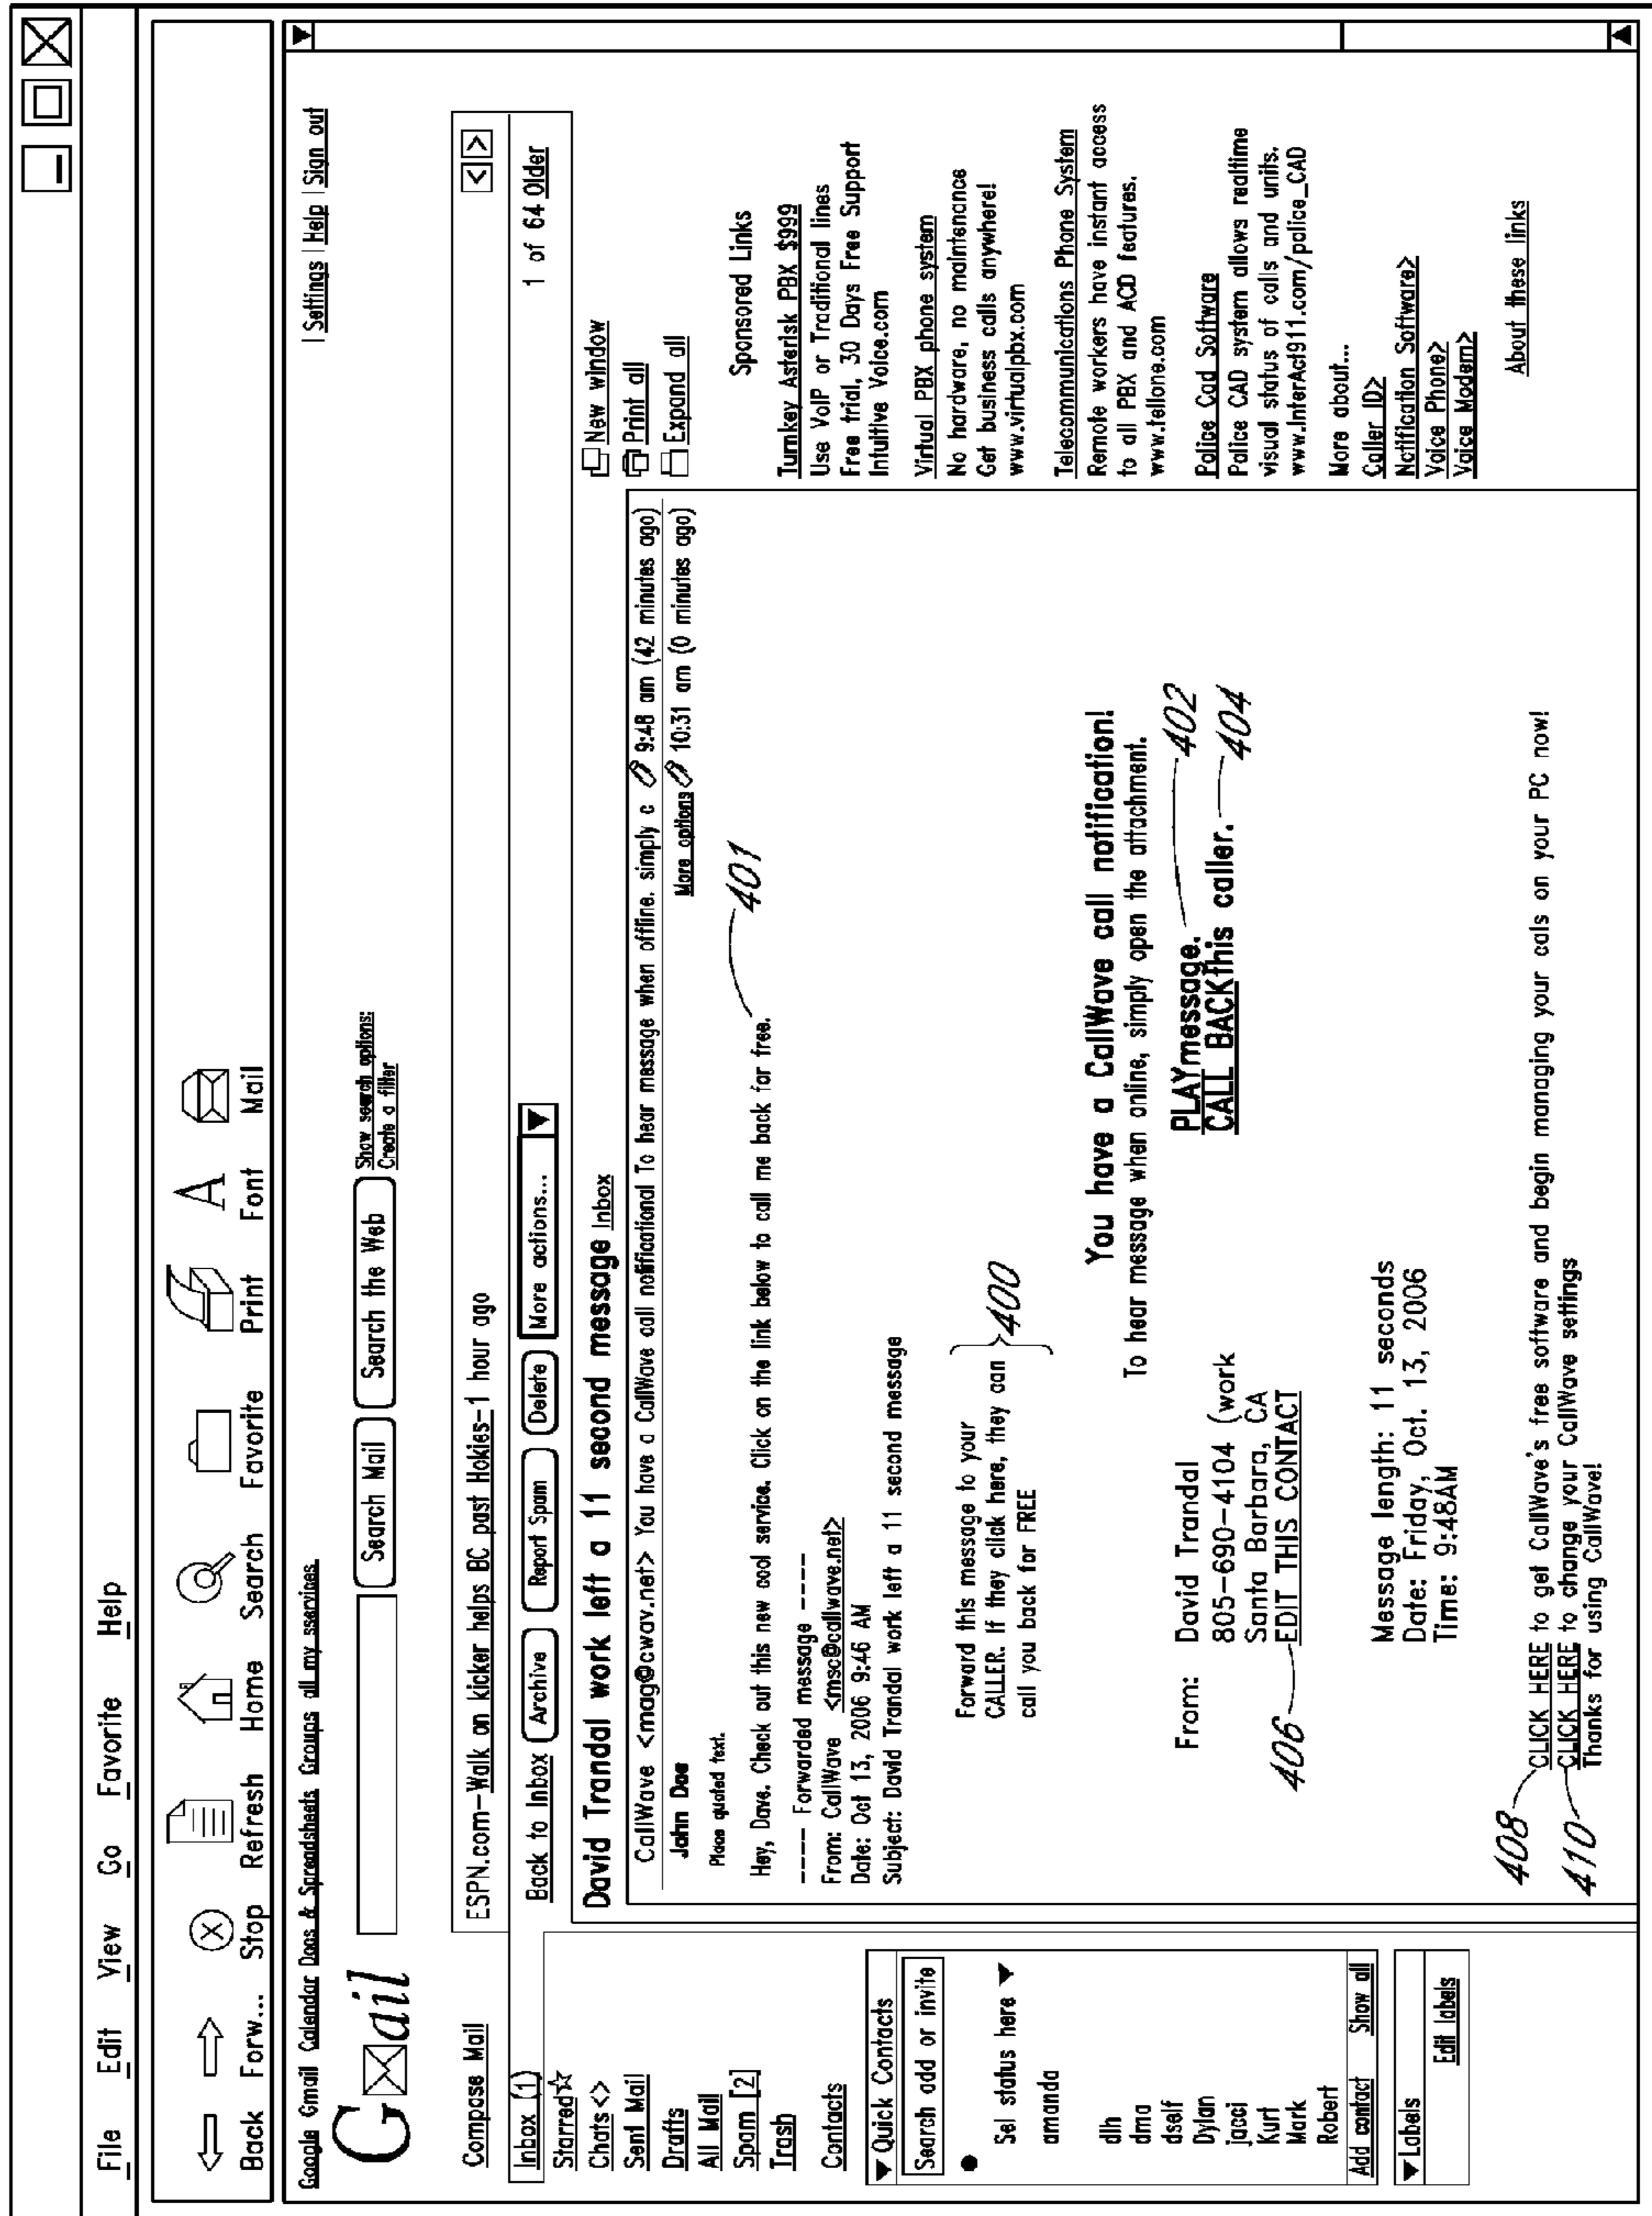 File Edit View Go Favorite Help
Back Forw... Stop Refresh Home Search Favorite Print Font Mail
Google Gmail Calendar Docs & Spreadsheets Groups all my sservices
| Settings | Help | Sign out
G ail
Search Mail
Search the Web
Show search options:
Create a filter
Compose Mail
ESPN.com-Walk on kicker helps BC past Hokies-1 hour ago
< >
Inbox (1)
Starred
Chats<>
Sent Mail
Drafts
All Mail
Spam [2]
Trash
Contacts
Quick Contacts
Search add or invite
Sel status here
amanda
dlh
dma
dself
Dylan
jacci
Kurt
Mark
Robert
Add contact Show all
Labels
Edit labels
Back to Inbox Archive Report Spam Delete More actions... 1 of 64 Older
David Trandal work left a 11 second message Inbox
CallWave <mag@cwav.net> You have a CallWave call notificational To hear message when offline. simply c 9:48 am (42 minutes ago)
John Doe More options 10:31 am (0 minutes ago)
Place quoted text.
Hey, Dave. Check out this new cool service. Click on the link below to call me back for free.
401
---- Forwarded message ----
From: CallWave <msc@callwave.net>
Date: Oct 13, 2006 9:46 AM
Subject: David Trandal work left a 11 second message
Forward this message to your
CALLER. If they click here, they can
call you back for FREE
400
You have a CallWave call notification!
To hear message when online, simply open the attachment.
From: David Trandal
805-690-4104 (work
Santa Barbara, CA
EDIT THIS CONTACT
406
PLAYmessage.
402
CALL BACKthis caller.
404
Message length: 11 seconds
Date: Friday, Oct. 13, 2006
Time: 9:48AM
408
CLICK HERE to get CallWave's free software and begin managing your cals on your PC now!
410
CLICK HERE to change your CallWave settings
Thanks for using CallWave!
New window
Print all
Expand all
Sponsored Links
Turnkey Asterisk PBX $999
Use VoIP or Traditional lines
Free trial, 30 Days Free Support
Intuitive Voice.com
Virtual PBX phone system
No hardware, no maintenance
Get business calls anywhere!
www.virtualpbx.com
Telecommunications Phone System
Remote workers have instant access
to all PBX and ACD features.
www.tellone.com
Police Cad Software
Police CAD system allows realtime
visual status of calls and units.
www.InterAct911.com/police_CAD
More about...
Caller ID>
Notification Software>
Voice Phone>
Voice Modem>
About these links